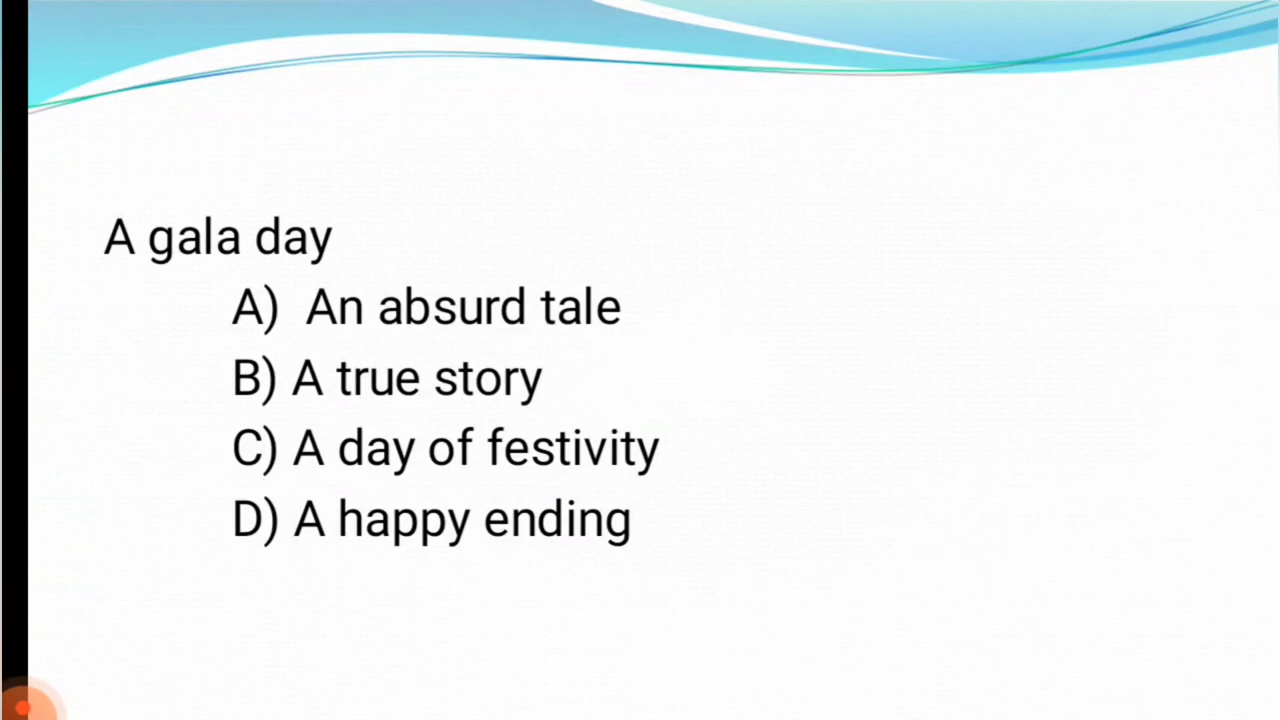 A gala day
A) An absurd tale
B) A true story
C) A day of festivity
D) A happy ending